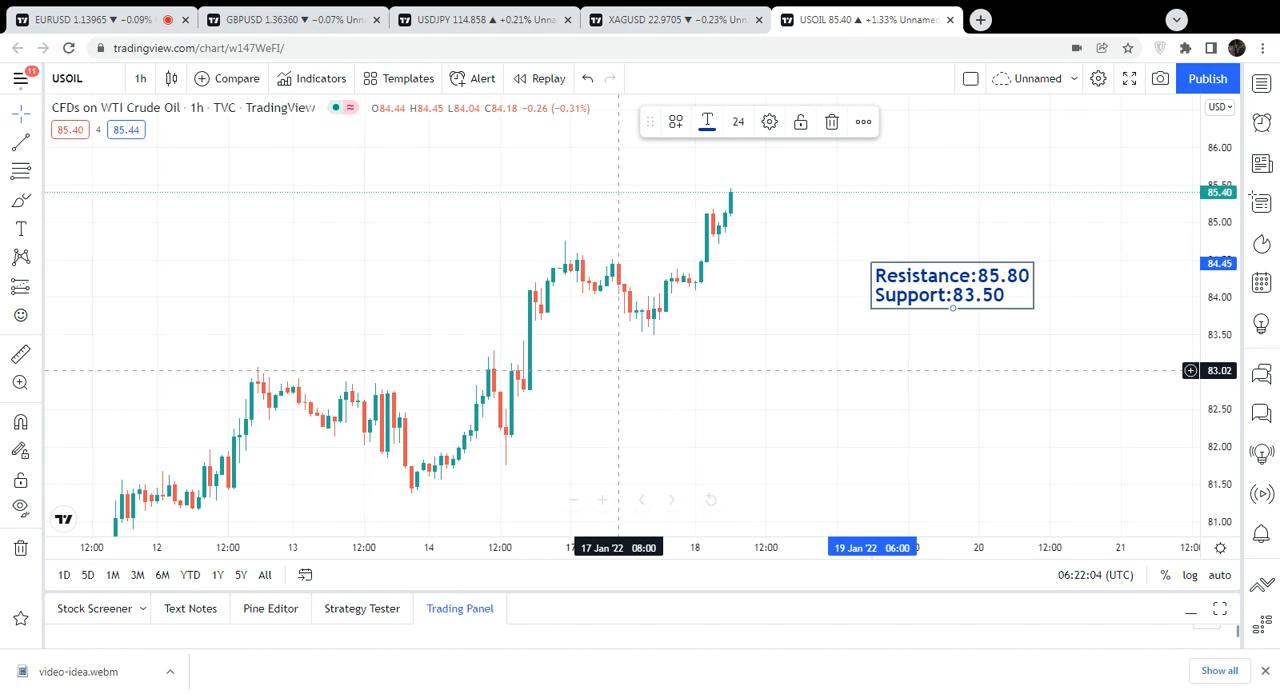 EURUSD 1.13965 ▼ −0.09%
GBPUSD 1.36360 ▼ −0.07% Unna
USDJPY 114.858 ▲ +0.21% Unna
XAGUSD 22.9705 ▼ −0.23% Unn
USOIL 85.40 ▲ +1.33% Unnamed
tradingview.com/chart/w147WeFI/
11
USOIL
1h
Compare
Indicators
Templates
Alert
Replay
Unnamed
Publish
CFDs on WTI Crude Oil · 1h · TVC · TradingView
O84.44 H84.45 L84.04 C84.18 −0.26 (−0.31%)
85.40 4 85.44
24
USD
86.00
85.50
85.40
85.00
84.45
84.00
83.50
83.02
82.50
82.00
81.50
81.00
Resistance:85.80
Support:83.50
12:00 12 12:00 13 12:00 14 12:00 17 Jan '22 08:00 18 12:00 19 Jan '22 06:00 20 12:00 21 12:00
1D 5D 1M 3M 6M YTD 1Y 5Y All
06:22:04 (UTC) % log auto
Stock Screener Text Notes Pine Editor Strategy Tester Trading Panel
video-idea.webm
Show all